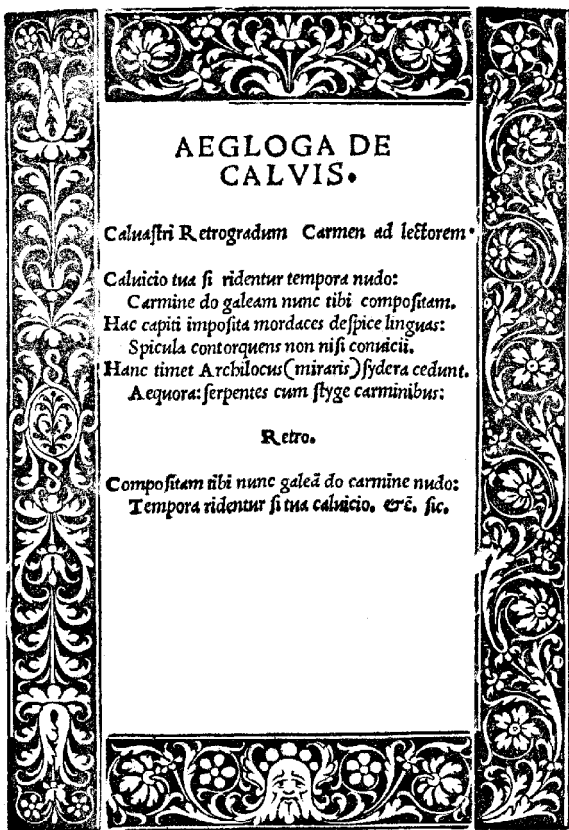 AEGLOGA DE
CALVIS.
Caluaſtri Retrogradum Carmen ad lectorem.
Caluicio tua ſi ridentur tempora nudo:
Carmine do galeam nunc tibi compoſitam.
Hac capiti impoſita mordaces deſpice linguas:
Spicula contorquens non niſi conuicii.
Hanc timet Archilocus(miraris)ſydera cedunt.
Aequora: ſerpentes cum ſtyge carminibus:
Retro.
Compoſitam tibi nunc galeā do carmine nudo:
Tempora ridentur ſi tua caluicio. &c̄. ſic.